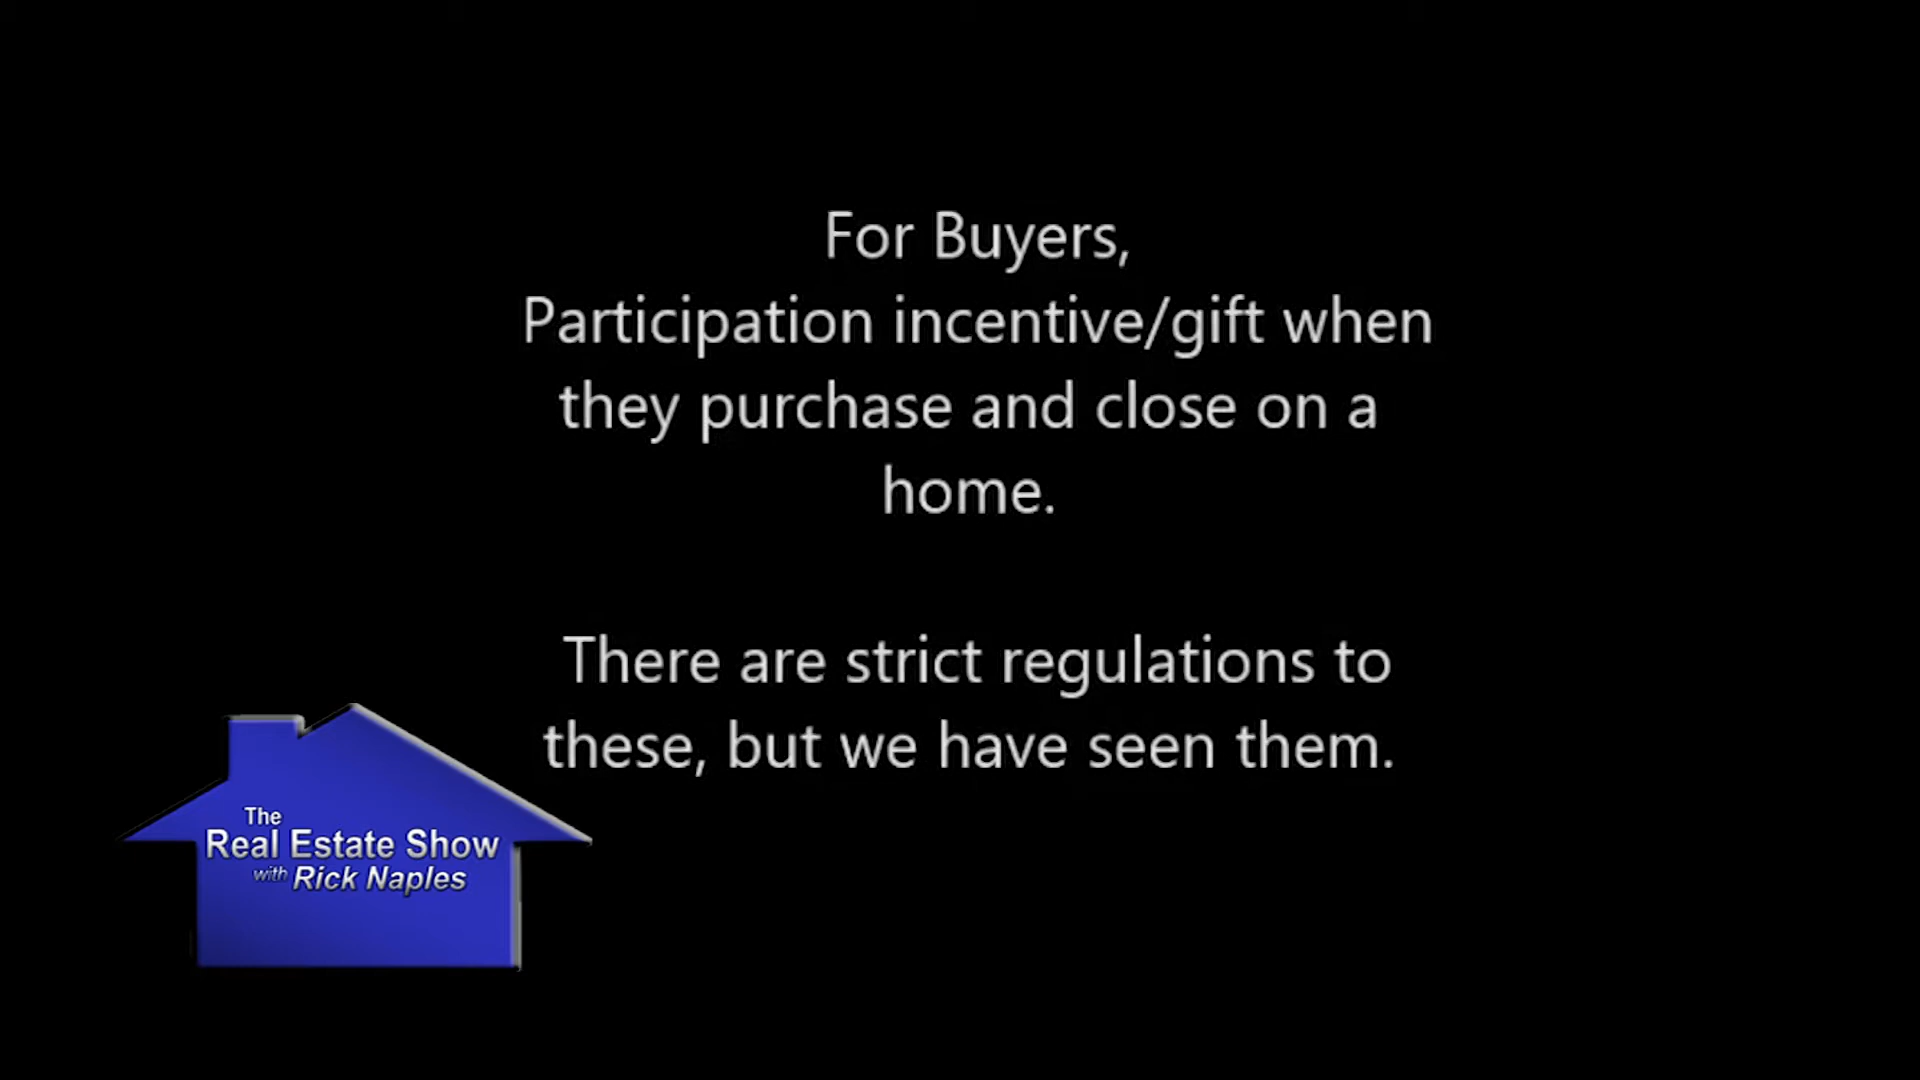 For Buyers,
Participation incentive/gift when
they purchase and close on a
home.
There are strict regulations to
these, but we have seen them.
The
Real Estate Show
with Rick Naples